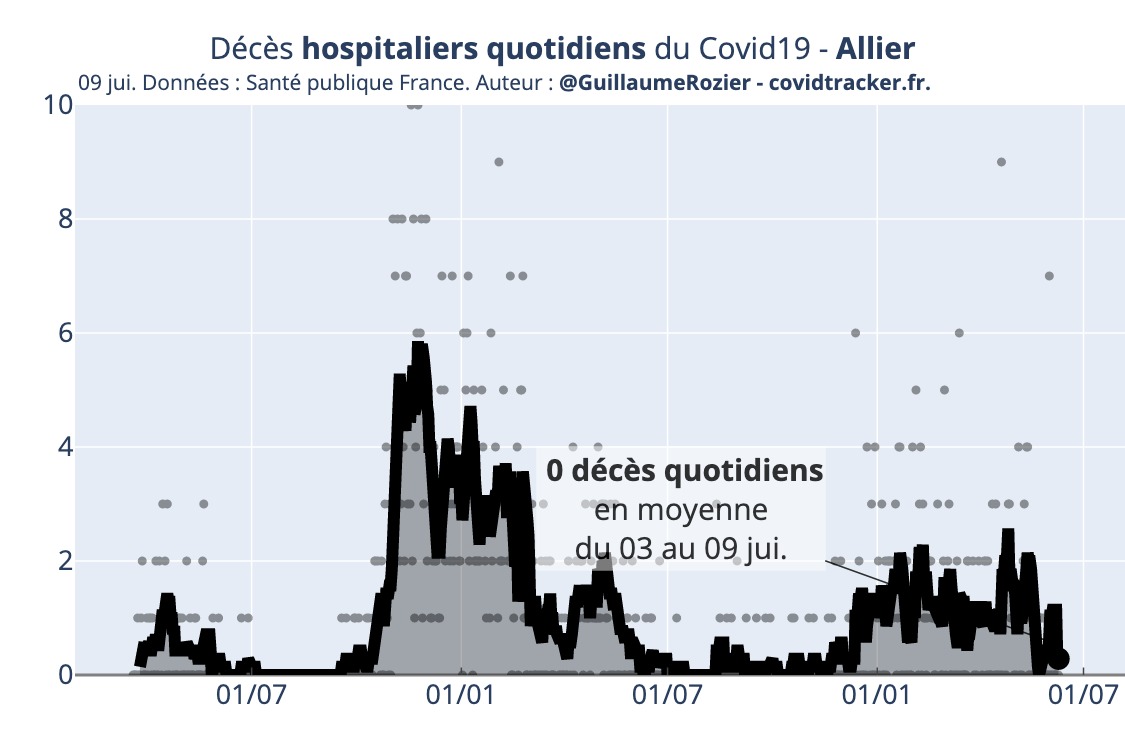 Décès hospitaliers quotidiens du Covid19 - Allier
09 jui. Données : Santé publique France. Auteur : @GuillaumeRozier - covidtracker.fr.
10
8
6
4
2
0
0 décès quotidiens
en moyenne
du 03 au 09 jui.
01/07 01/01 01/07 01/01 01/07